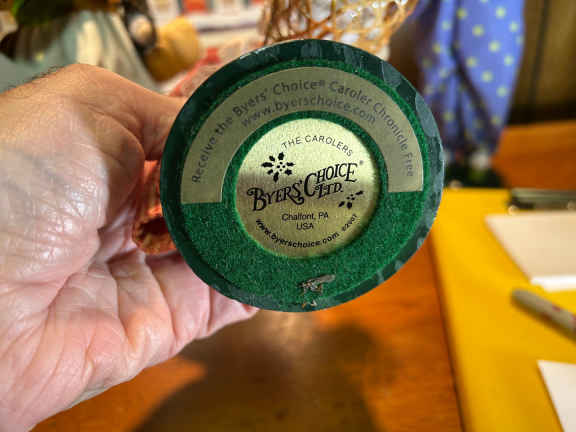 Receive the Byers' Choice® Caroler Chronicle Free
www.byerschoice.com
THE CAROLERS
BYERS' CHOICE®
LTD.
Chalfont, PA
USA
www.byerschoice.com ©2007